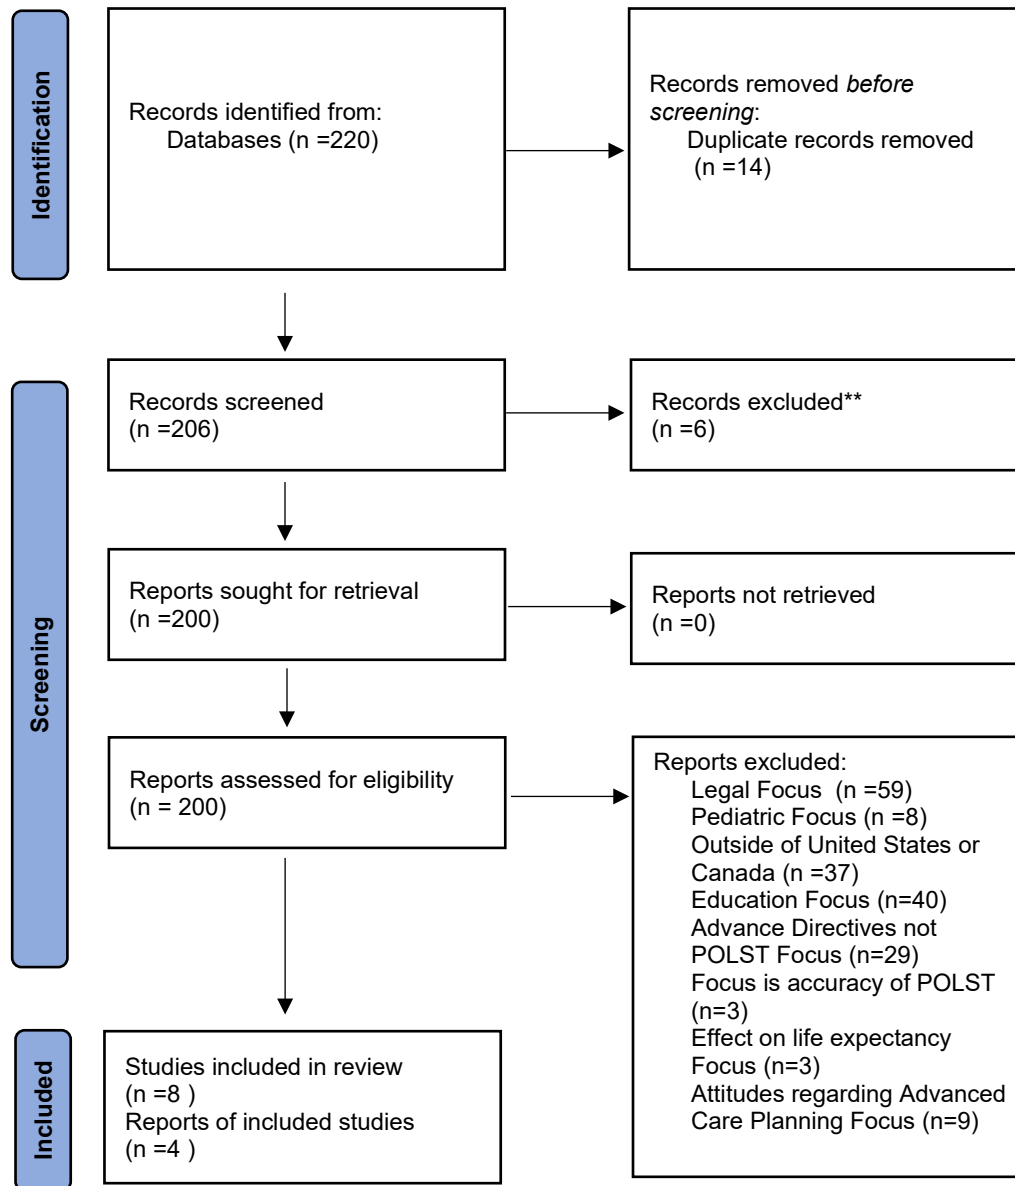 Identification
Records identified from:
Databases (n =220)
Records removed before
screening:
Duplicate records removed
(n =14)
Screening
Records screened
(n =206)
Records excluded**
(n =6)
Reports sought for retrieval
(n =200)
Reports not retrieved
(n =0)
Reports assessed for eligibility
(n = 200)
Reports excluded:
Legal Focus  (n =59)
Pediatric Focus (n =8)
Outside of United States or
Canada (n =37)
Education Focus (n=40)
Advance Directives not
POLST Focus (n=29)
Focus is accuracy of POLST
(n=3)
Effect on life expectancy
Focus (n=3)
Attitudes regarding Advanced
Care Planning Focus (n=9)
Included
Studies included in review
(n =8 )
Reports of included studies
(n =4 )